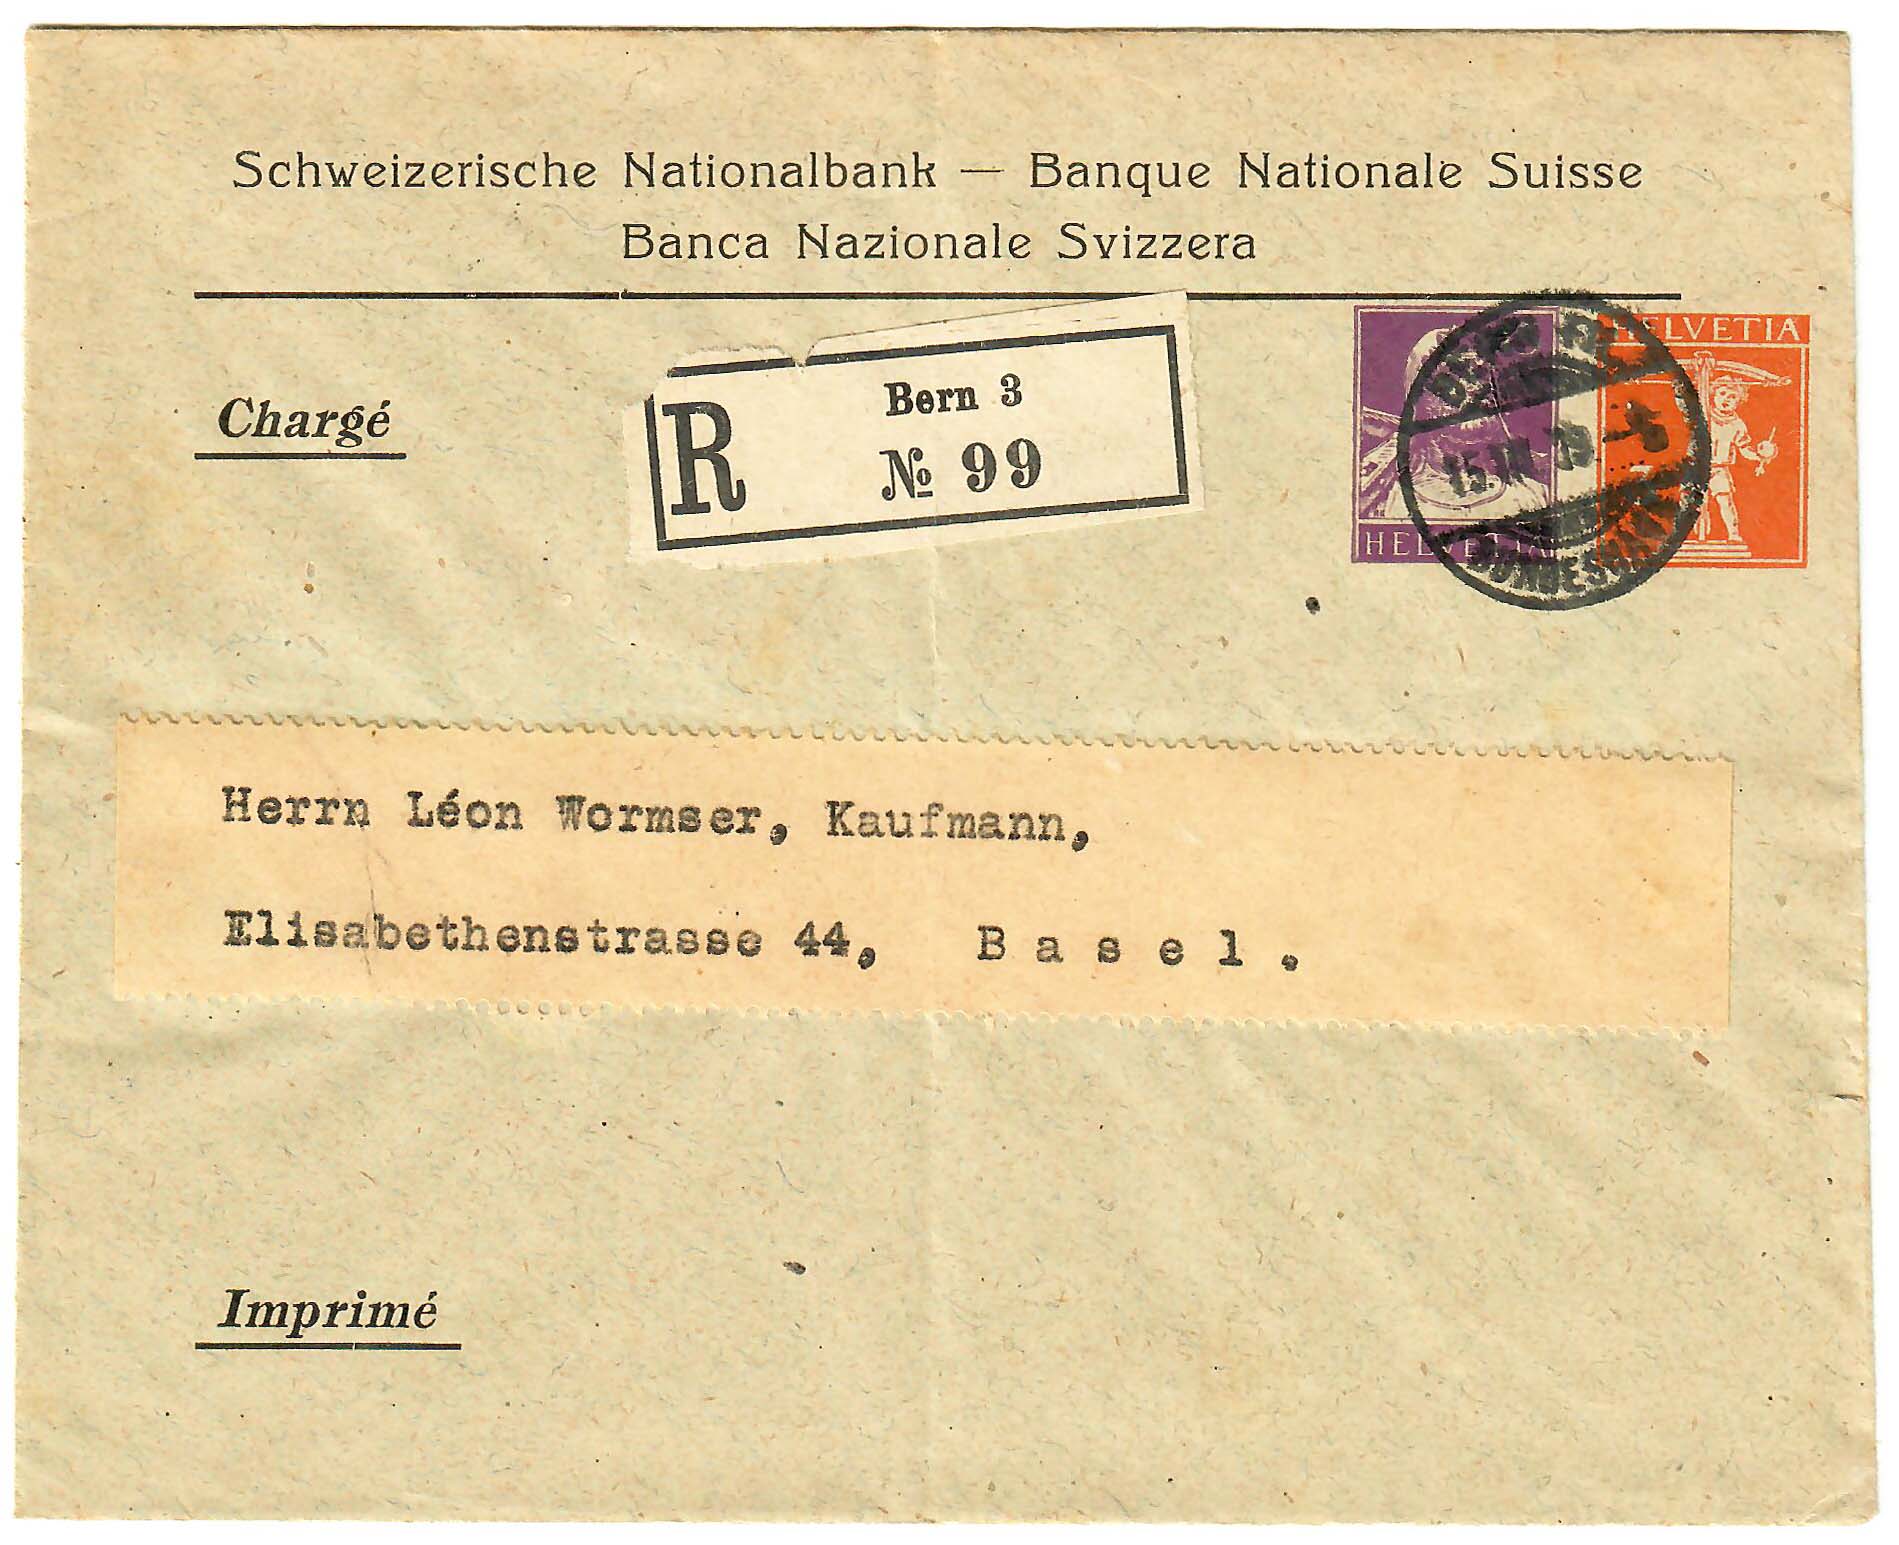 Schweizerische Nationalbank — Banque Nationale Suisse
Banca Nazionale Svizzera
Chargé
R
Bern 3
№ 99
HELVETIA
HELVETIA
Herrn Léon Wormser, Kaufmann,
Elisabethenstrasse 44, Basel.
Imprimé